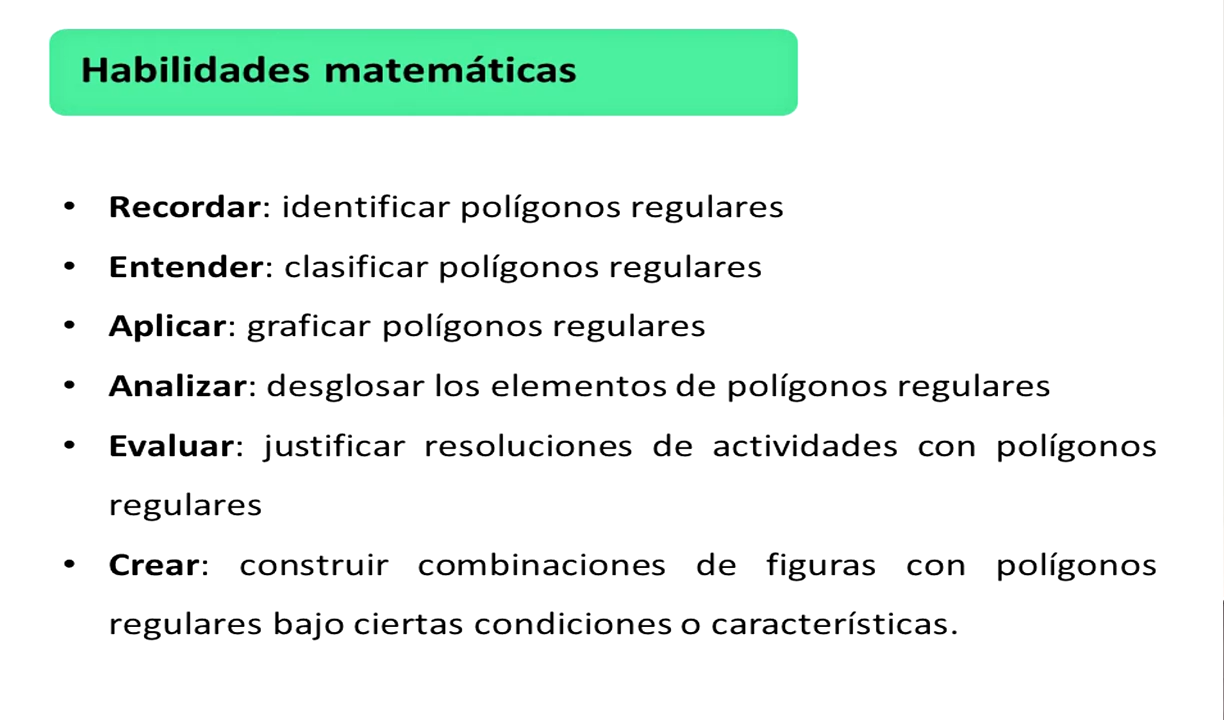 Habilidades matemáticas
• Recordar: identificar polígonos regulares
• Entender: clasificar polígonos regulares
• Aplicar: graficar polígonos regulares
• Analizar: desglosar los elementos de polígonos regulares
• Evaluar: justificar resoluciones de actividades con polígonos
regulares
• Crear: construir combinaciones de figuras con polígonos
regulares bajo ciertas condiciones o características.